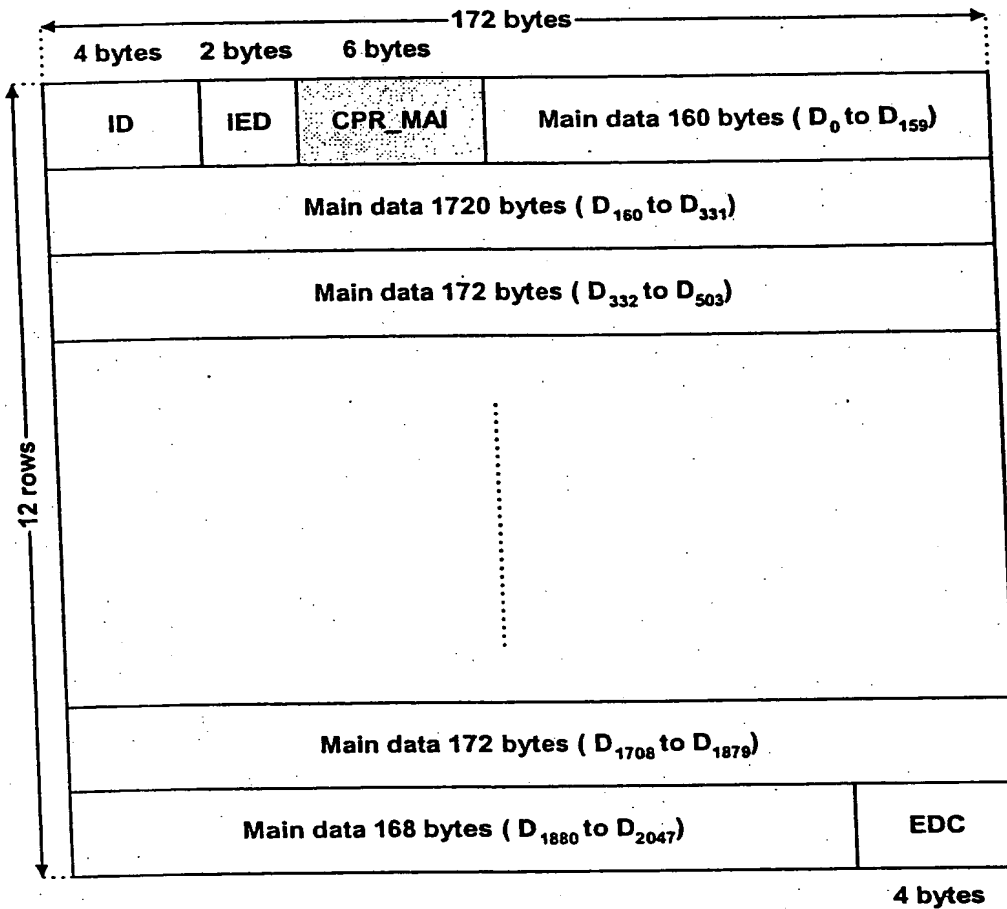 172 bytes
4 bytes 2 bytes 6 bytes
ID IED CPR_MAI Main data 160 bytes ( D0 to D159)
Main data 1720 bytes ( D160 to D331)
Main data 172 bytes ( D332 to D503)
12 rows
Main data 172 bytes ( D1708 to D1879)
Main data 168 bytes ( D1880 to D2047) EDC
4 bytes